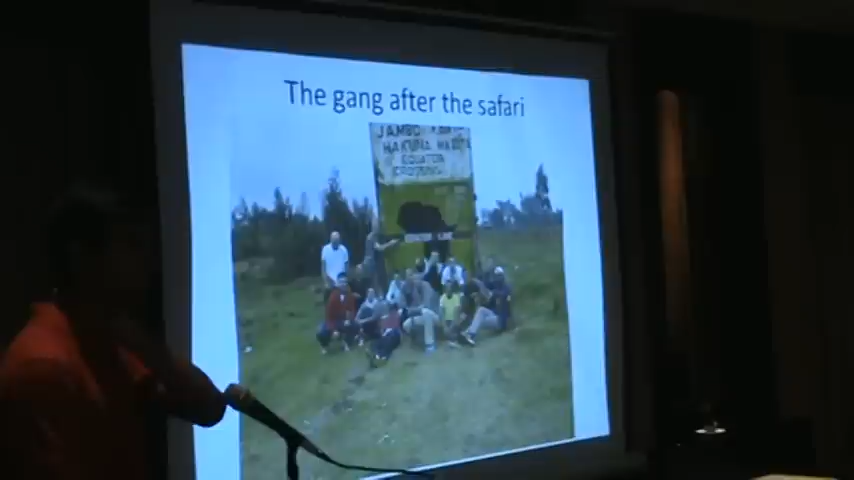 The gang after the safari
JAMBO
HAKUNA MATATA
EQUATOR
CROSSING